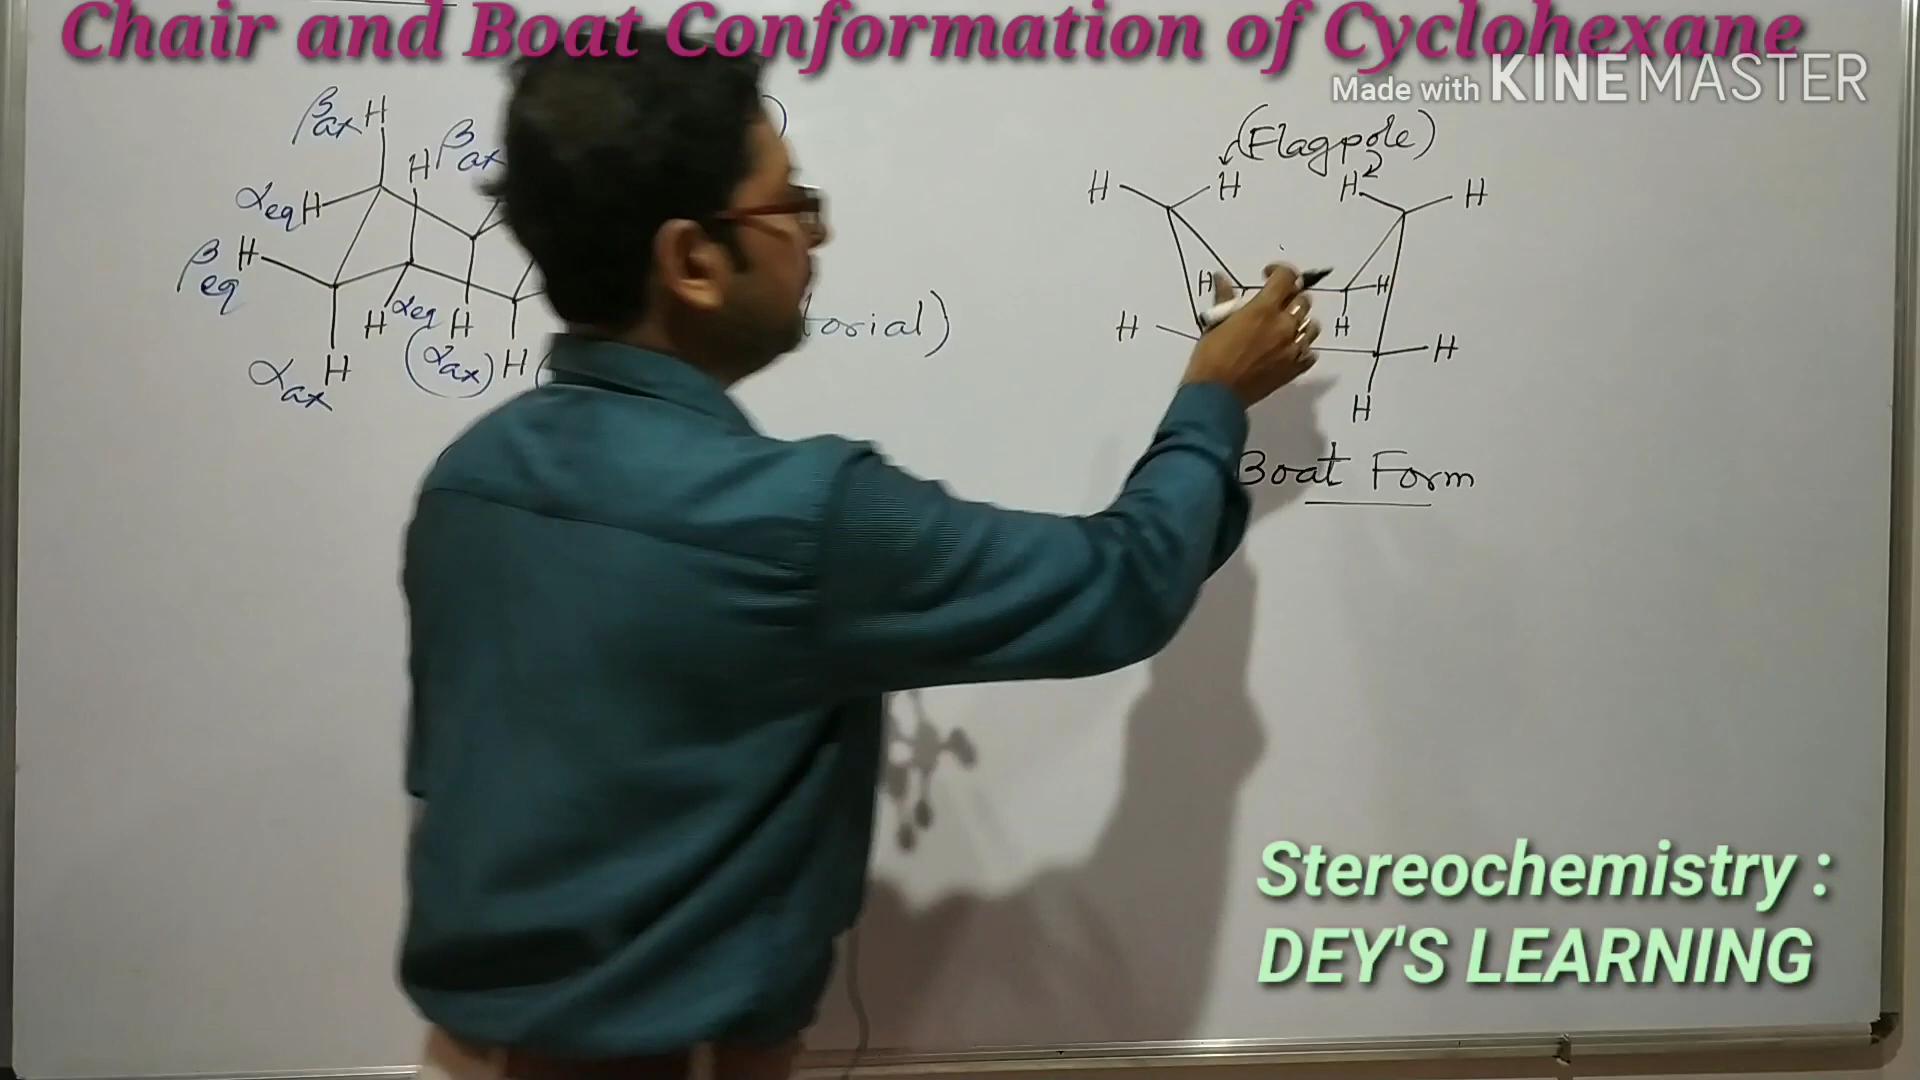 Chair and Boat Conformation of Cyclohexane
Made with KINEMASTER
βax H
H βax
αeq H
β eq H
H αeq H
(αax) H
αax H
torial)
(Flagpole)
H H H H
H H
H H H
H
Boat Form
Stereochemistry :
DEY'S LEARNING